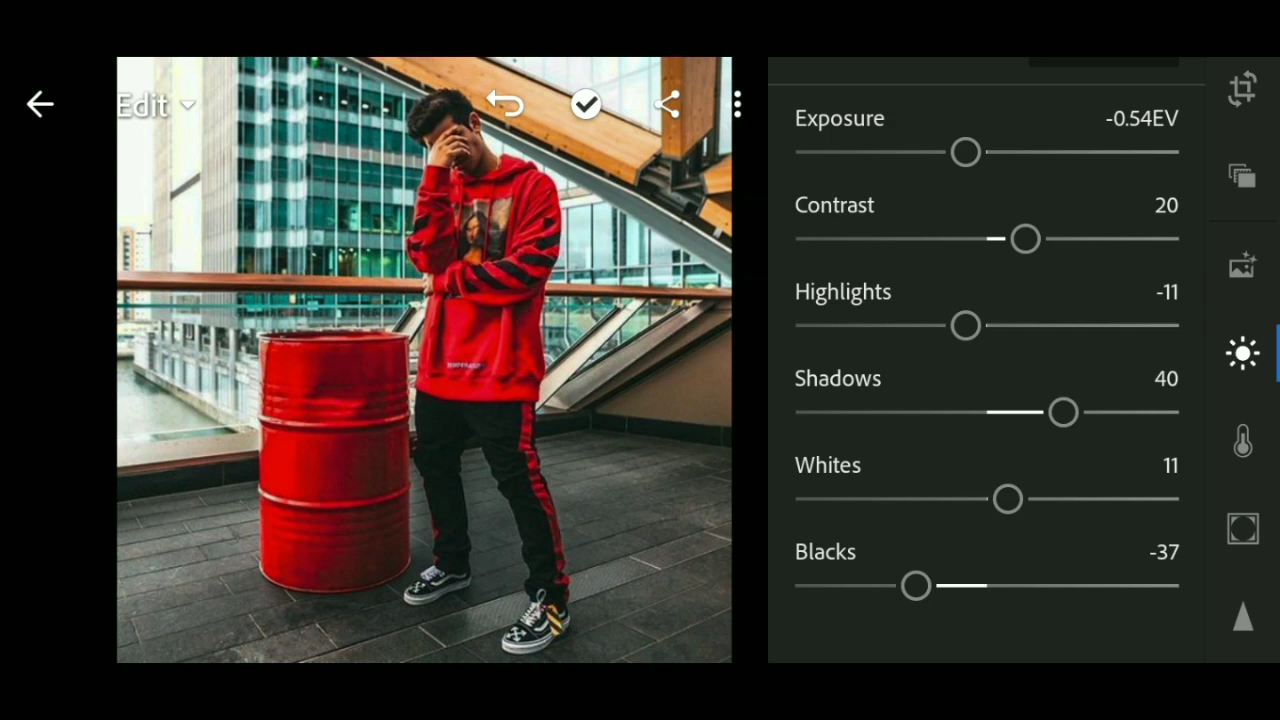 Edit
Exposure -0.54EV
Contrast 20
Highlights -11
Shadows 40
Whites 11
Blacks -37